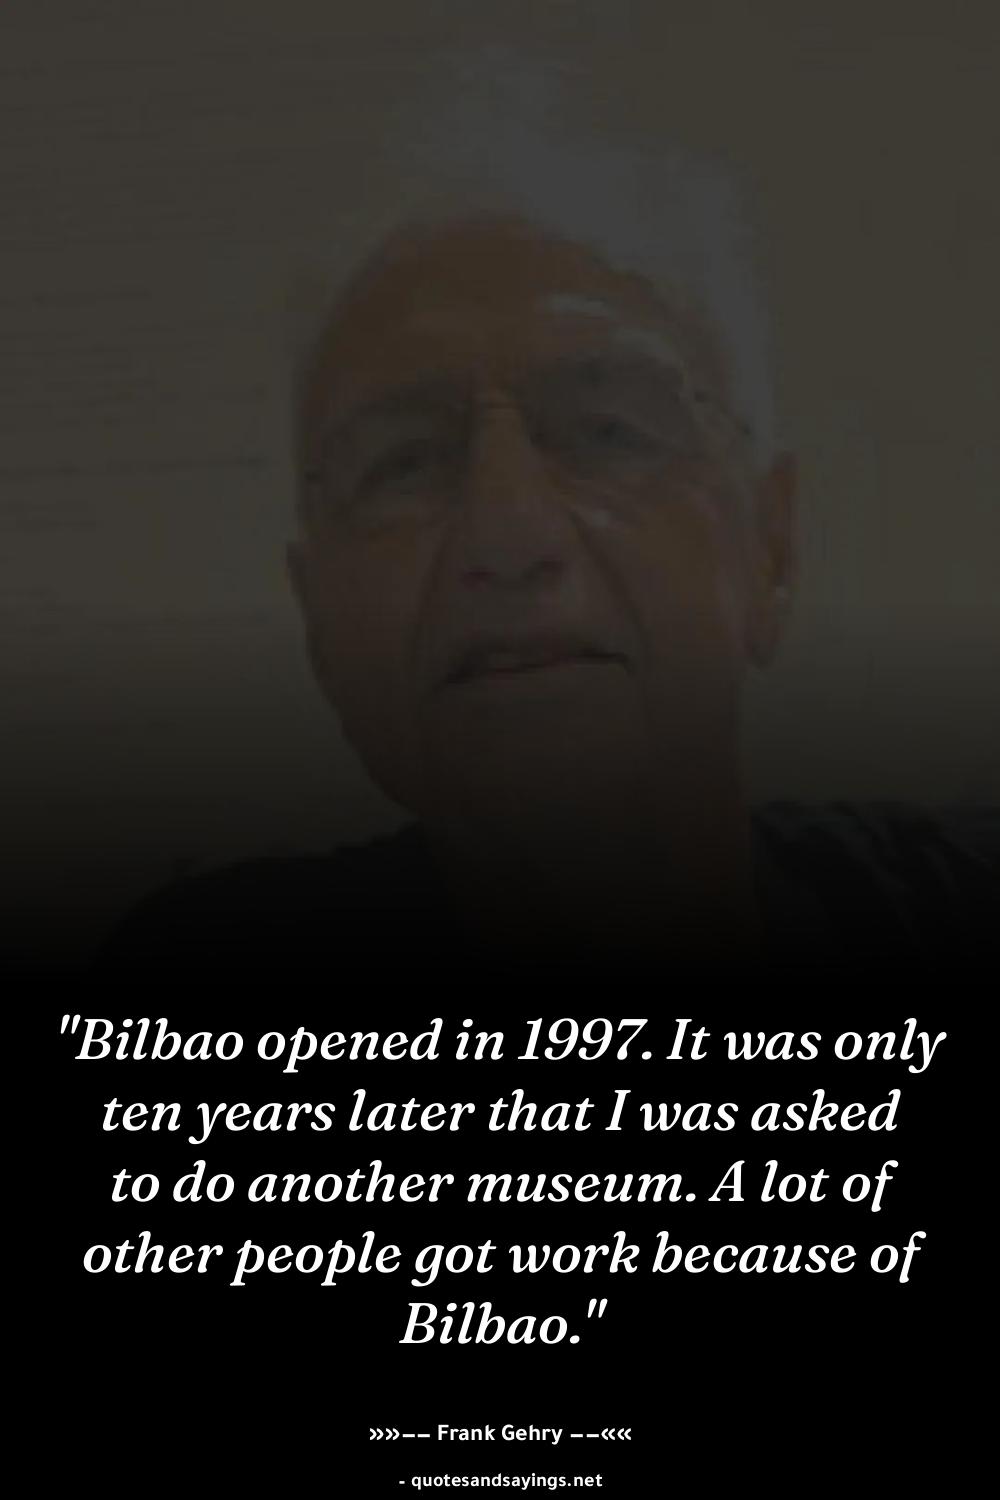 "Bilbao opened in 1997. It was only
ten years later that I was asked
to do another museum. A lot of
other people got work because of
Bilbao."
»»−− Frank Gehry −−««
- quotesandsayings.net